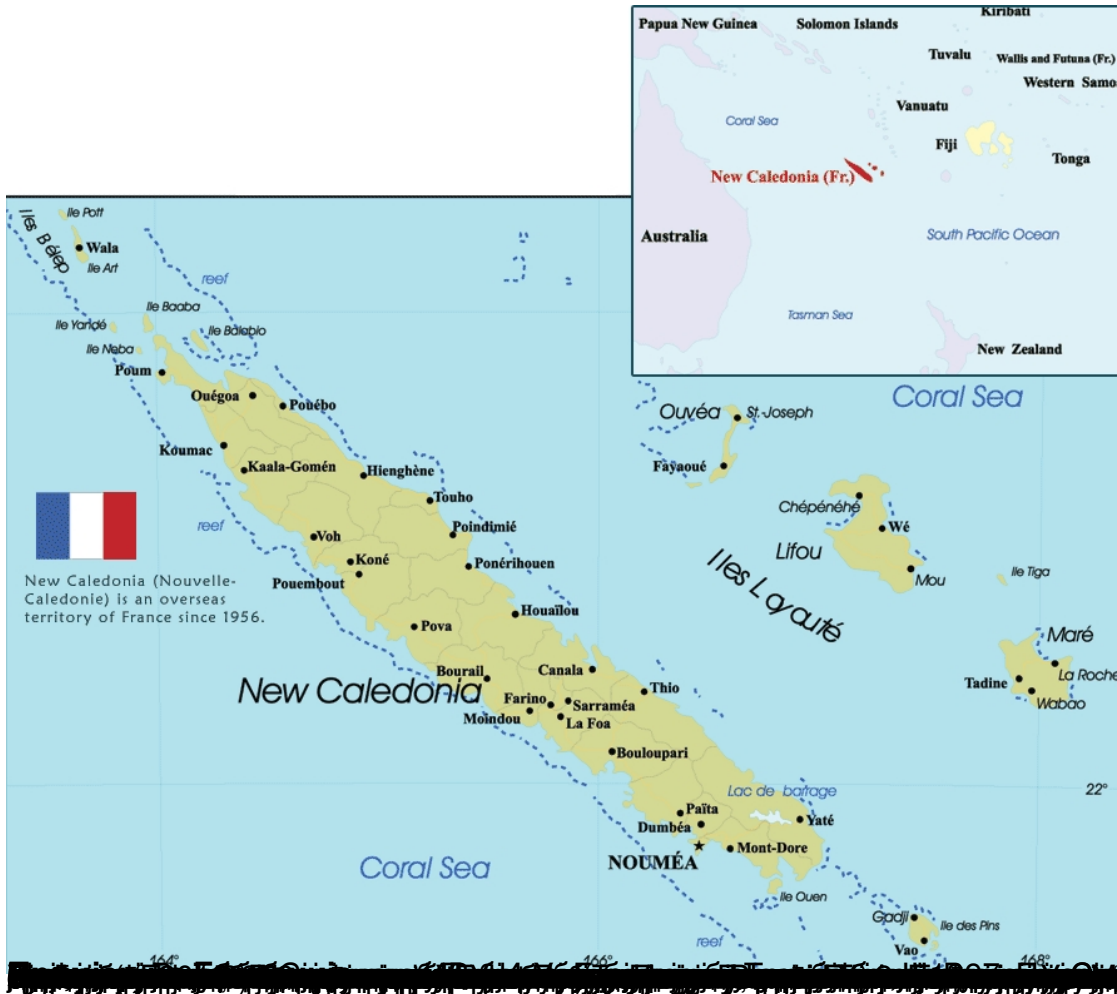 Kiribati
Papua New Guinea
Solomon Islands
Tuvalu
Wallis and Futuna (Fr.)
Western Samo
Vanuatu
Coral Sea
Fiji
Tonga
New Caledonia (Fr.)
Australia
South Pacific Ocean
Tasman Sea
New Zealand
Iles Bélep
Ile Pott
Wala
Ile Art
reef
Ile Baaba
Ile Yandé
Ile Balabio
Ile Neba
Poum
Ouégoa
Pouébo
Koumac
Kaala-Gomén
Hienghène
Touho
reef
Poindimié
Voh
Koné
Ponérihouen
Pouembout
Houaïlou
Pova
Bourail
Canala
New Caledonia
Thio
Farino
Sarraméa
Moindou
La Foa
Bouloupari
Lac de barrage
Païta
Yaté
Dumbéa
Mont-Dore
NOUMÉA
Coral Sea
Ile Ouen
Gadji
Ile des Pins
Vao
reef
Coral Sea
Ouvéa
St.-Joseph
Fayaoué
Chépénéhé
Wé
Lifou
Mou
Iles Loyauté
Ile Tiga
Maré
La Roche
Tadine
Wabao
22°
164°
166°
168°
New Caledonia (Nouvelle-
Caledonie) is an overseas
territory of France since 1956.